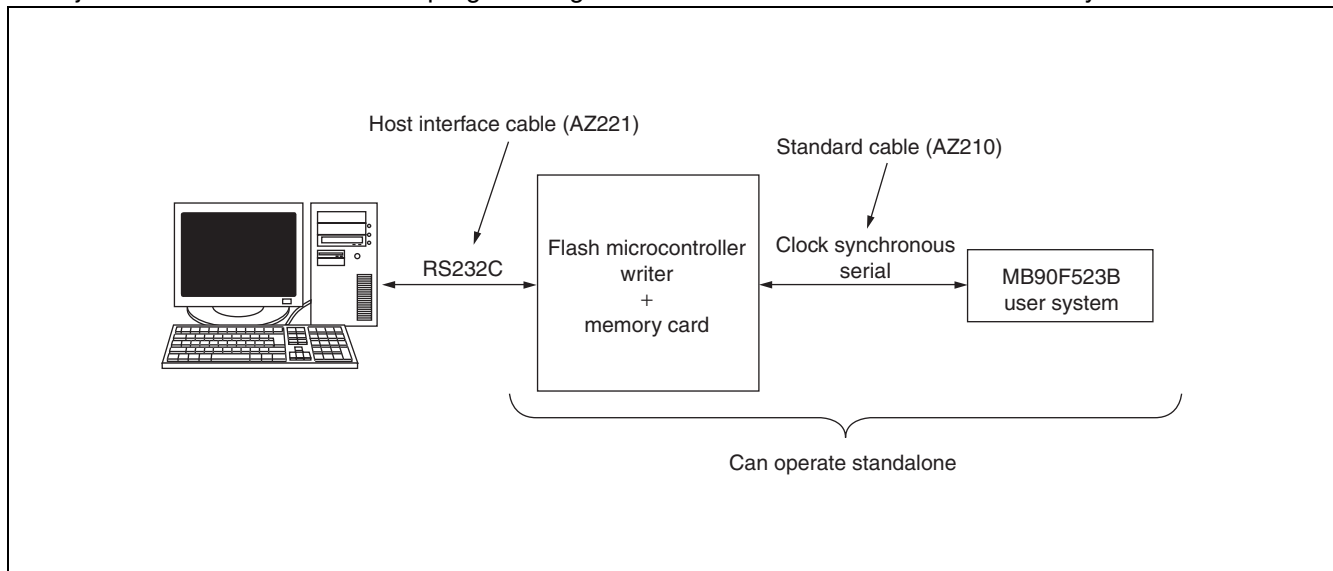 Host interface cable (AZ221)
Standard cable (AZ210)
RS232C
Flash microcontroller
writer
+
memory card
Clock synchronous
serial
MB90F523B
user system
Can operate standalone